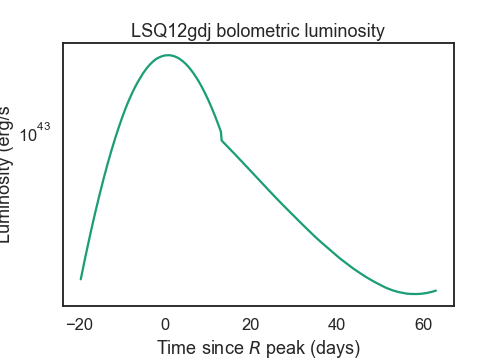 LSQ12gdj bolometric luminosity
Luminosity (erg/s
10^43
−20 0 20 40 60
Time since R peak (days)